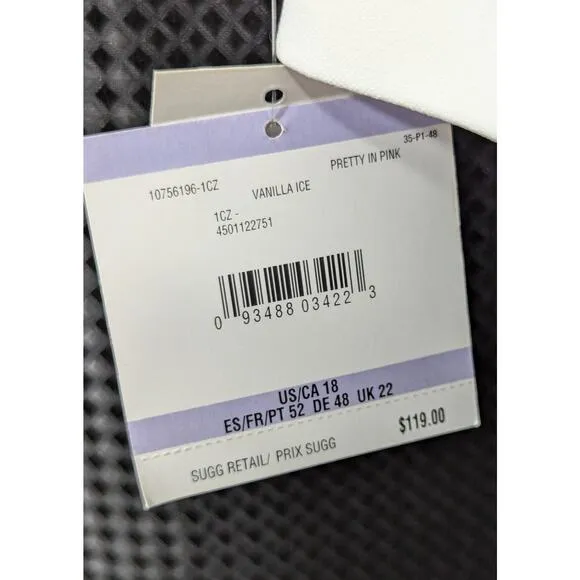 35-P1-48
10756196-1CZ VANILLA ICE PRETTY IN PINK
1CZ -
4501122751
0 93488 03422 3
US/CA 18
ES/FR/PT 52 DE 48 UK 22
SUGG RETAIL/ PRIX SUGG $119.00